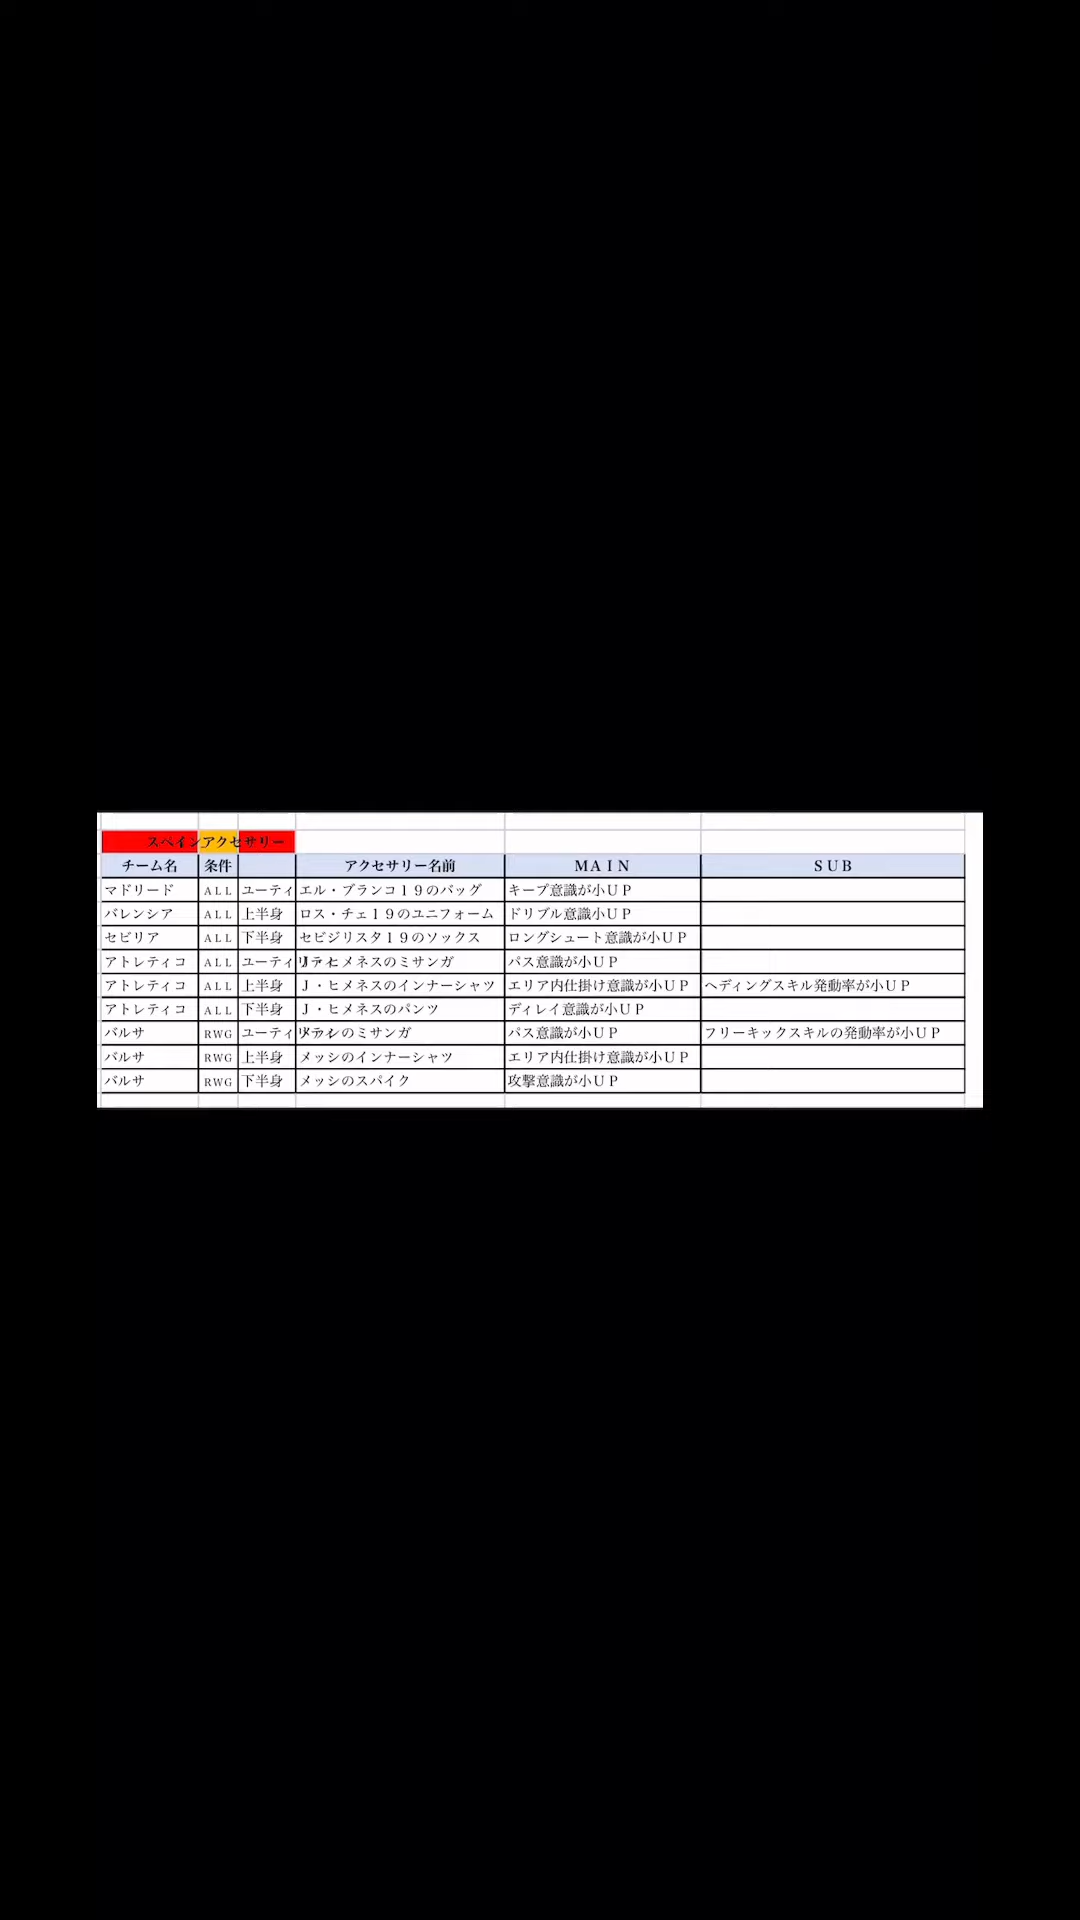 スペインアクセサリー
チーム名 条件 アクセサリー名前 ＭＡＩＮ ＳＵＢ
マドリード ＡＬＬ ユーティ エル・ブランコ１９のバッグ キープ意識が小ＵＰ
バレンシア ＡＬＬ 上半身 ロス・チェ１９のユニフォーム ドリブル意識小ＵＰ
セビリア ＡＬＬ 下半身 セビジリスタ１９のソックス ロングシュート意識が小ＵＰ
アトレティコ ＡＬＬ ユーティリティ Ｊ・ヒメネスのミサンガ パス意識が小ＵＰ
アトレティコ ＡＬＬ 上半身 Ｊ・ヒメネスのインナーシャツ エリア内仕掛け意識が小ＵＰ ヘディングスキル発動率が小ＵＰ
アトレティコ ＡＬＬ 下半身 Ｊ・ヒメネスのパンツ ディレイ意識が小ＵＰ
バルサ RWG ユーティリティ メッシのミサンガ パス意識が小ＵＰ フリーキックスキルの発動率が小ＵＰ
バルサ RWG 上半身 メッシのインナーシャツ エリア内仕掛け意識が小ＵＰ
バルサ RWG 下半身 メッシのスパイク 攻撃意識が小ＵＰ